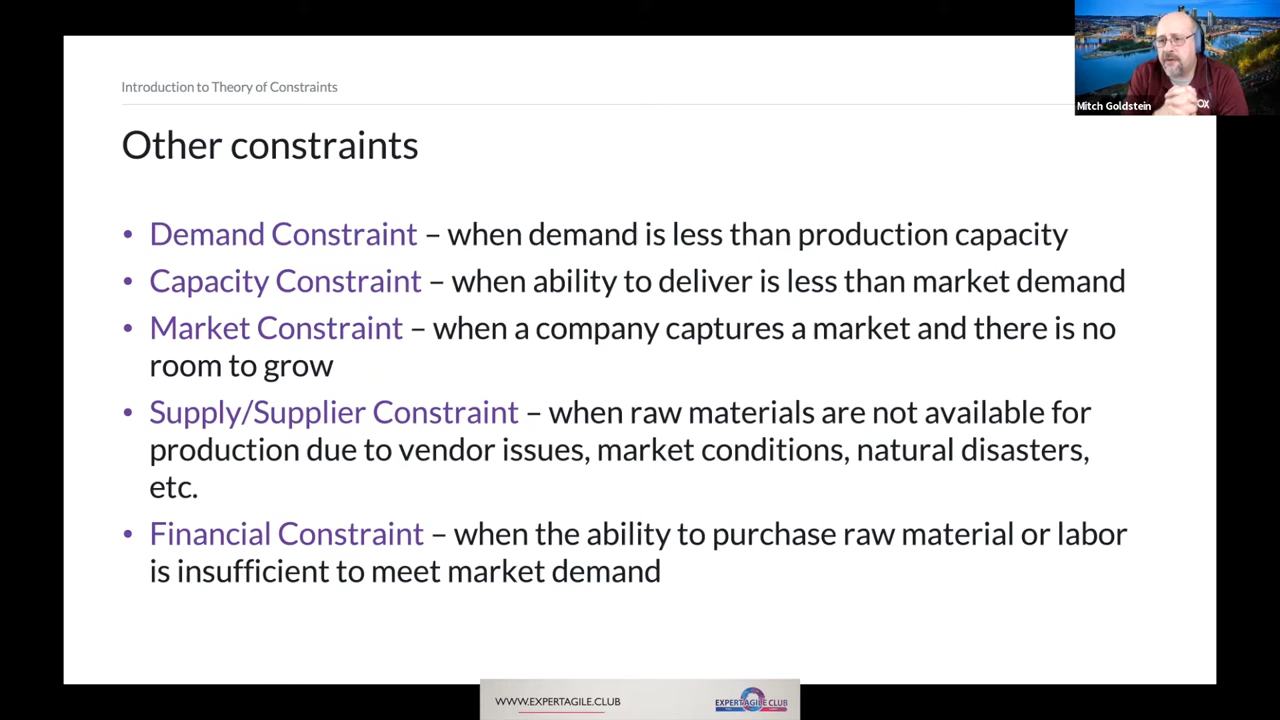 Introduction to Theory of Constraints
Mitch Goldstein
OX
Other constraints
• Demand Constraint – when demand is less than production capacity
• Capacity Constraint – when ability to deliver is less than market demand
• Market Constraint – when a company captures a market and there is no
room to grow
• Supply/Supplier Constraint – when raw materials are not available for
production due to vendor issues, market conditions, natural disasters,
etc.
• Financial Constraint – when the ability to purchase raw material or labor
is insufficient to meet market demand
WWW.EXPERTAGILE.CLUB
EXPERTAGILE CLUB